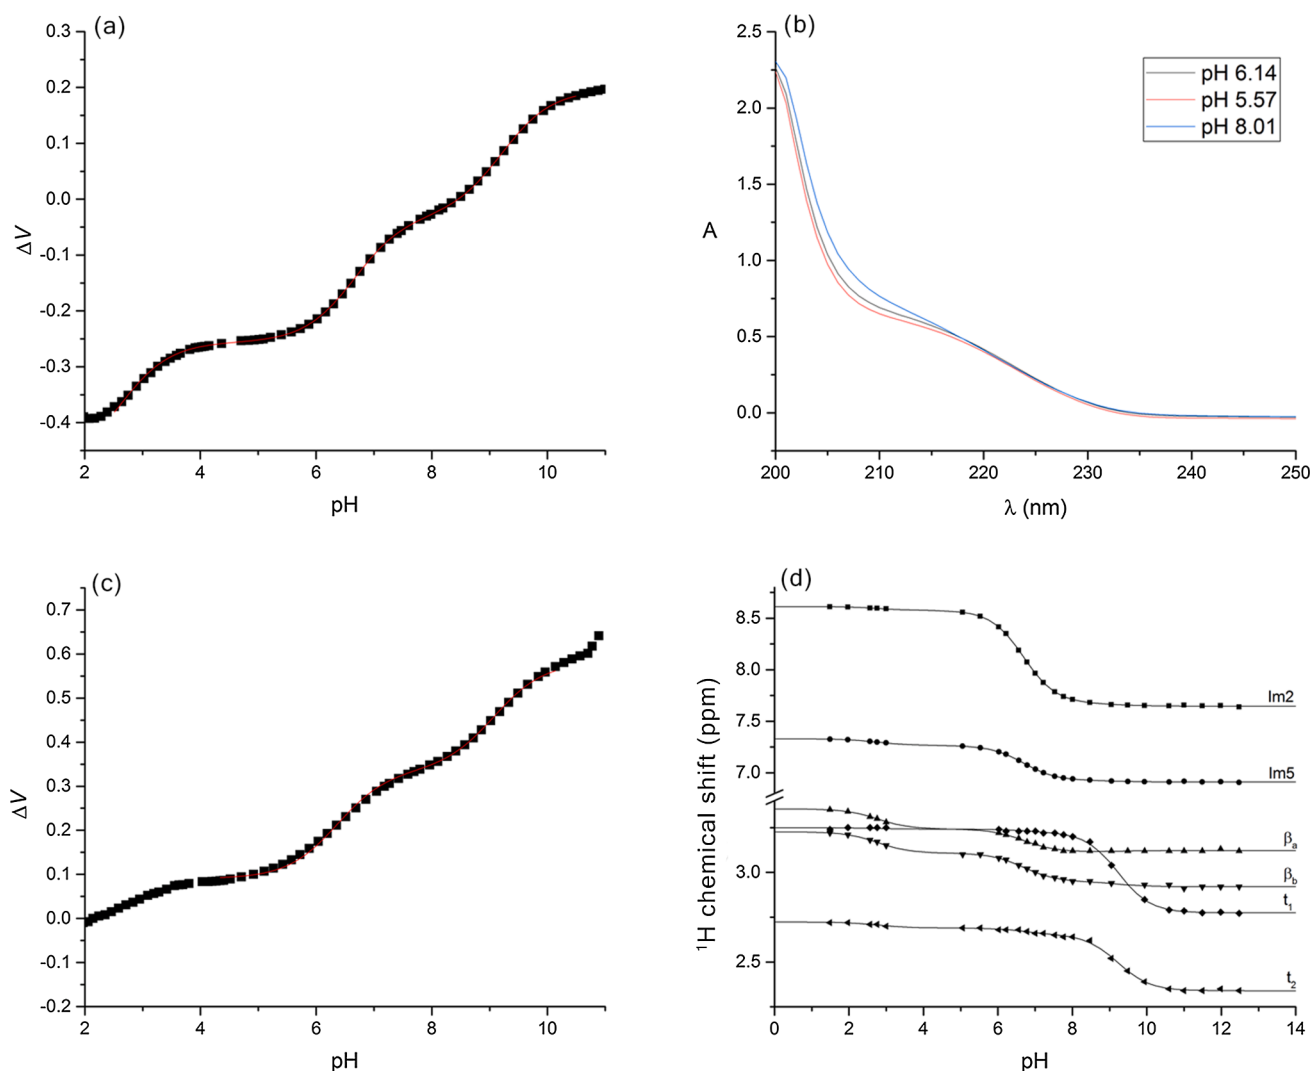 (a)
0.3
0.2
0.1
0.0
-0.1
-0.2
-0.3
-0.4
ΔV
2 4 6 8 10
pH
(b)
2.5
2.0
1.5
1.0
0.5
0.0
A
pH 6.14
pH 5.57
pH 8.01
200 210 220 230 240 250
λ (nm)
(c)
0.7
0.6
0.5
0.4
0.3
0.2
0.1
0.0
-0.1
-0.2
ΔV
2 4 6 8 10
pH
(d)
8.5
8.0
7.5
7.0
3.0
2.5
¹H chemical shift (ppm)
Im2
Im5
βa
βb
t1
t2
0 2 4 6 8 10 12 14
pH